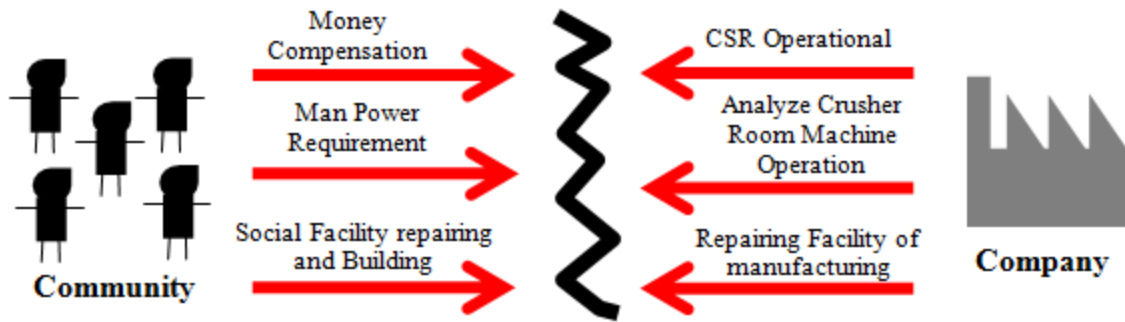 Money
Compensation
Man Power
Requirement
Social Facility repairing
and Building
Community
CSR Operational
Analyze Crusher
Room Machine
Operation
Repairing Facility of
manufacturing
Company